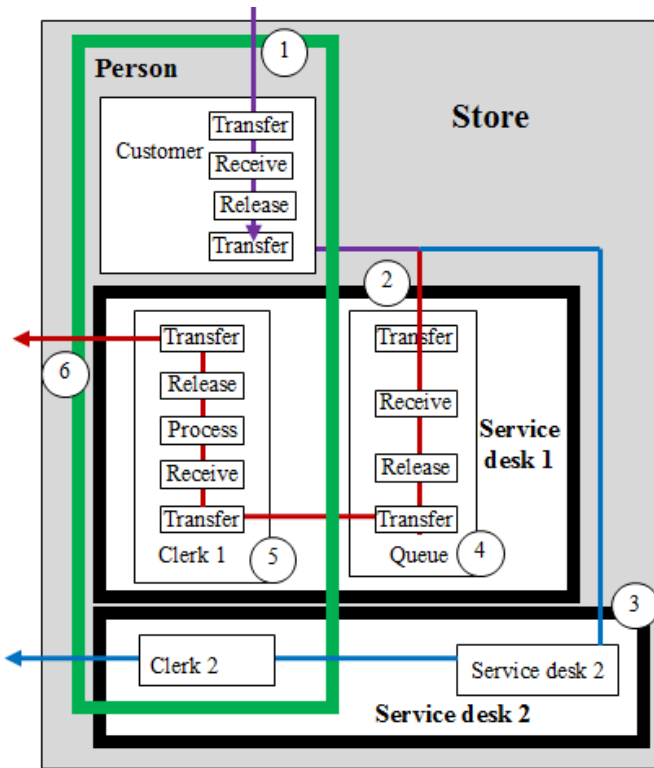 1
Person
Store
Customer
Transfer
Receive
Release
Transfer
2
6
Transfer
Release
Process
Receive
Transfer
Clerk 1
5
Transfer
Receive
Release
Transfer
Queue
4
Service
desk 1
3
Clerk 2
Service desk 2
Service desk 2